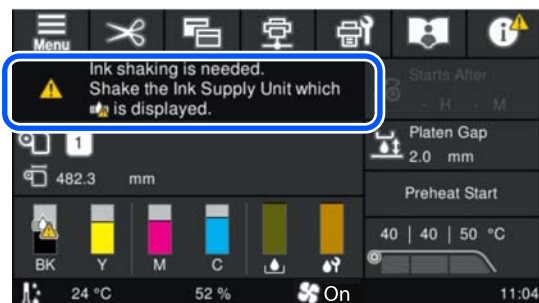 Menu
Ink shaking is needed.
Shake the Ink Supply Unit which
is displayed.
Starts After
- H - M
1
Platen Gap
2.0 mm
482.3 mm
Preheat Start
40 | 40 | 50 °C
BK Y M C
24 °C 52 % On 11:04